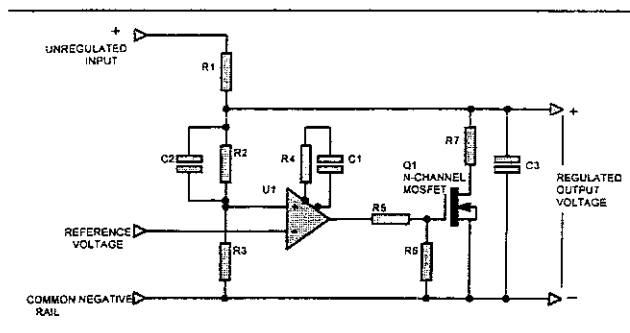 +
UNREGULATED
INPUT
R1
C2
R2
R4
C1
U1
R7
Q1
N-CHANNEL
MOSFET
C3
+
REGULATED
OUTPUT
VOLTAGE
+
-
R5
REFERENCE
VOLTAGE
R3
R6
COMMON NEGATIVE
RAIL
−